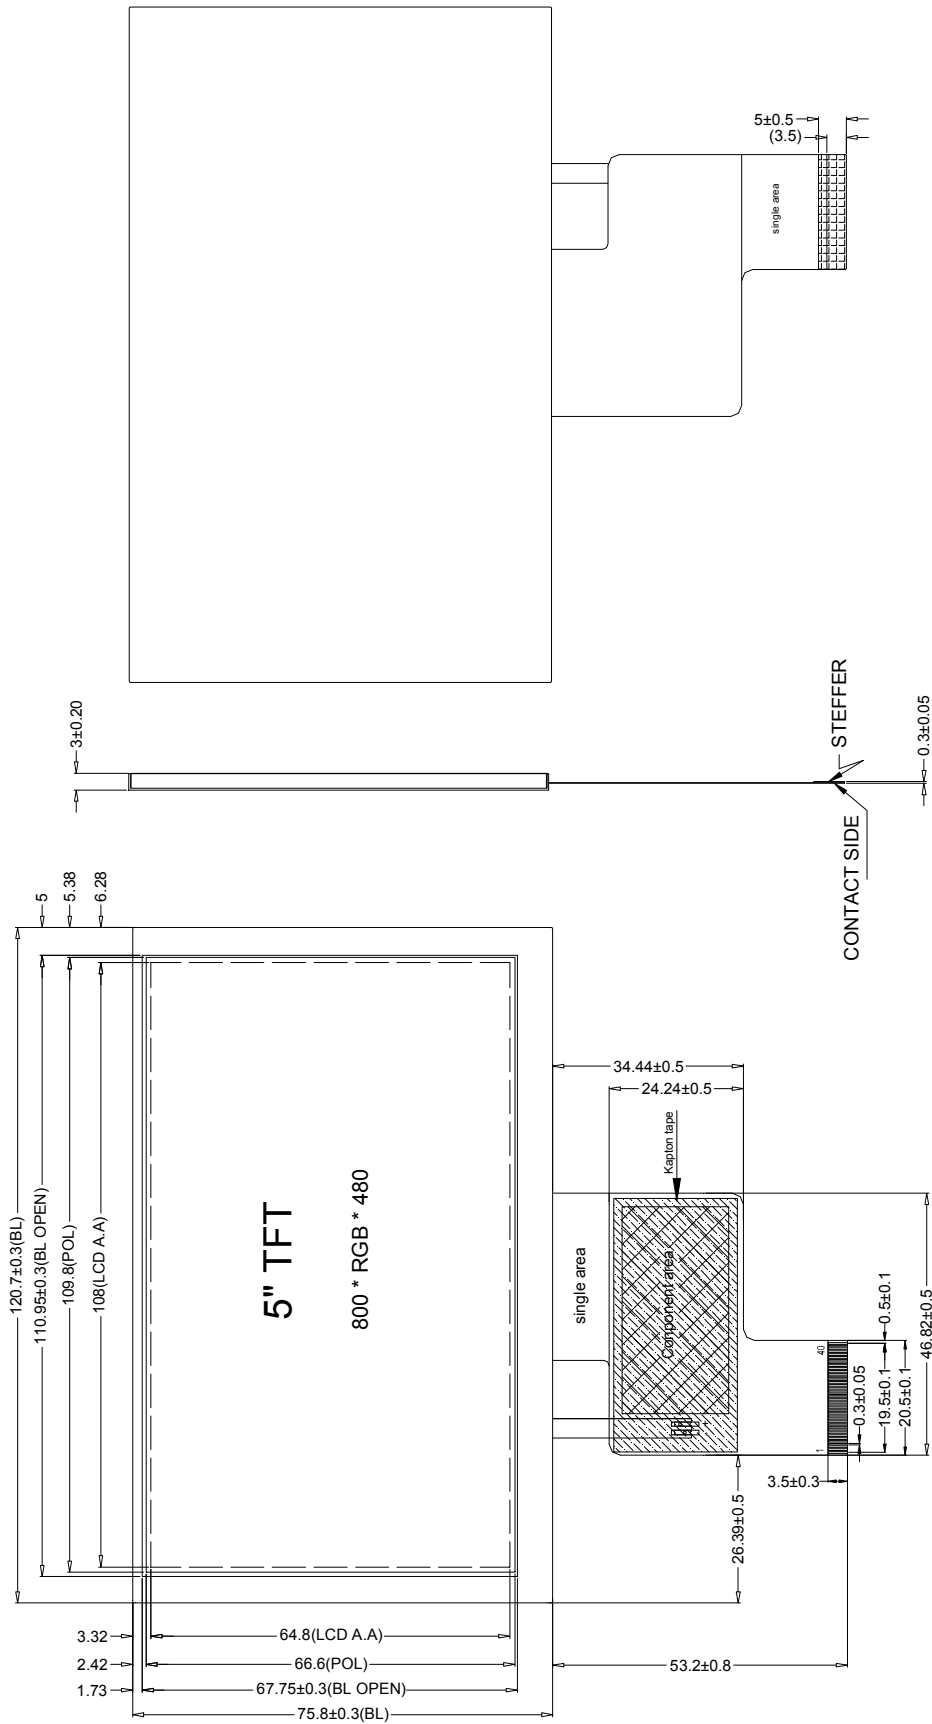 5±0.5
(3.5)
single area
3±0.20
STEFFER
0.3±0.05
CONTACT SIDE
5
5.38
6.28
120.7±0.3(BL)
110.95±0.3(BL OPEN)
109.8(POL)
108(LCD A.A)
5" TFT
800 * RGB * 480
34.44±0.5
24.24±0.5
Kapton tape
single area
Conponent area
40
1
0.5±0.1
46.82±0.5
0.3±0.05
19.5±0.1
20.5±0.1
3.5±0.3
26.39±0.5
3.32
64.8(LCD A.A)
2.42
66.6(POL)
53.2±0.8
1.73
67.75±0.3(BL OPEN)
75.8±0.3(BL)